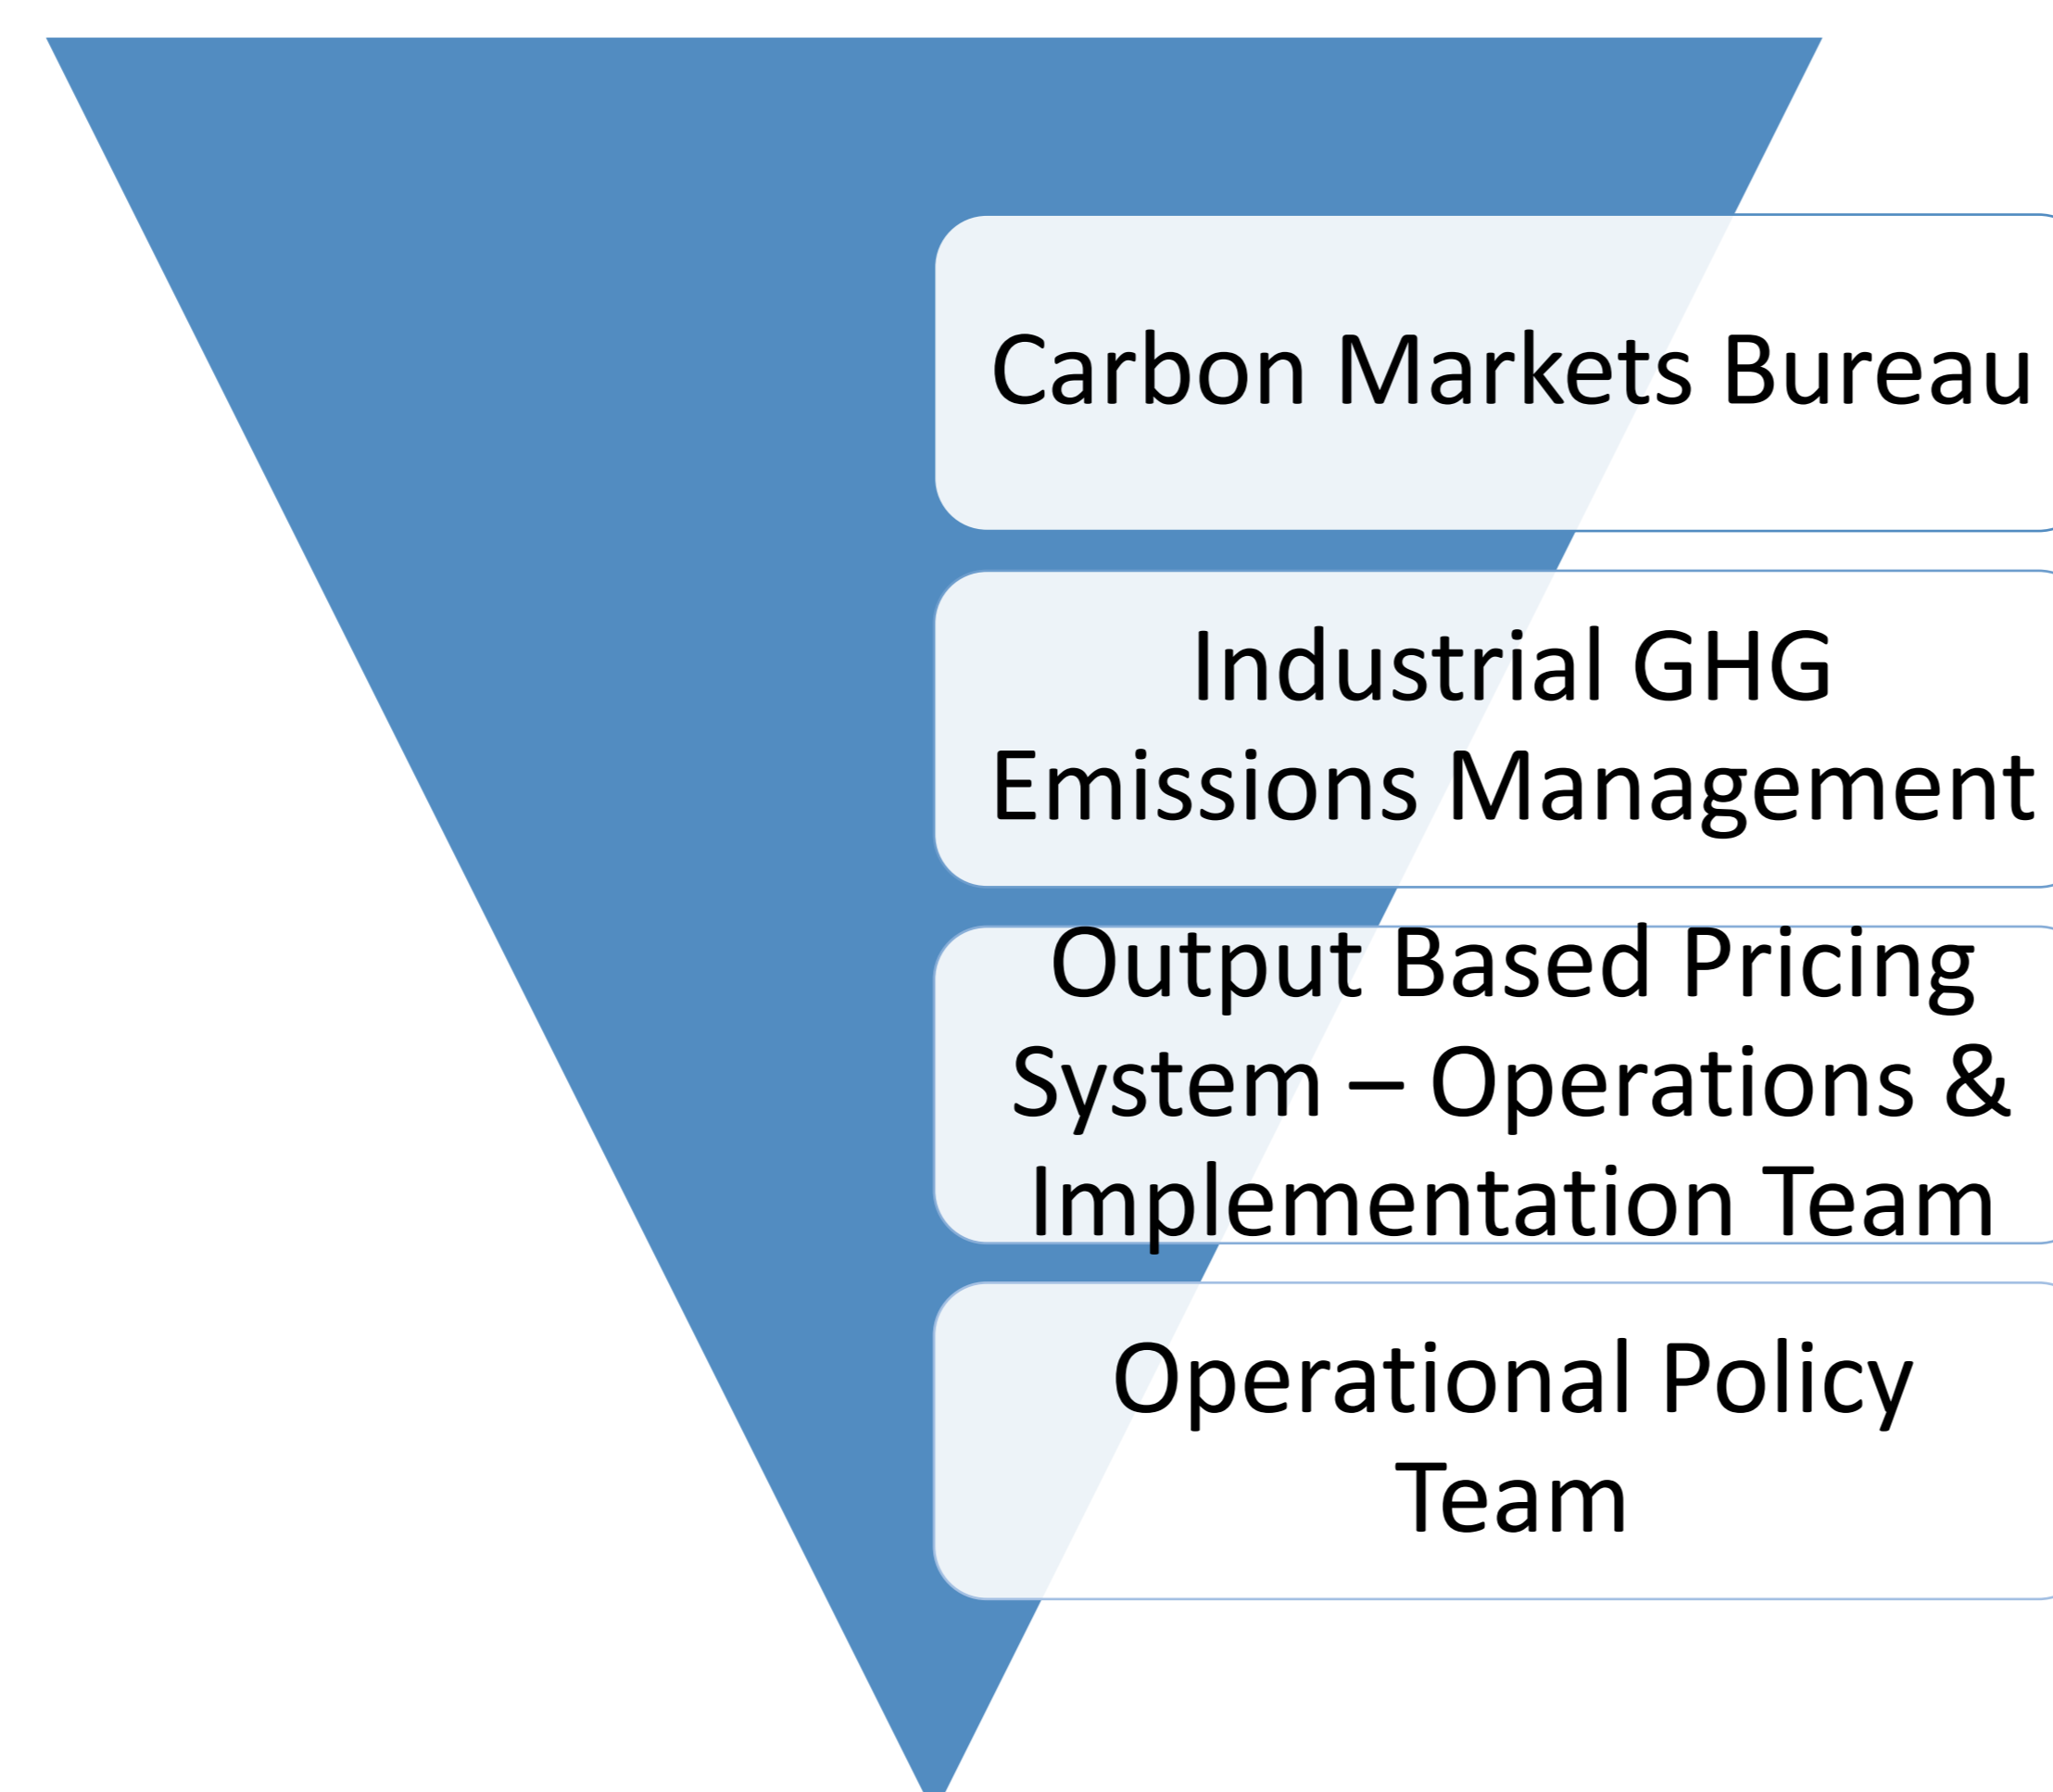 Carbon Markets Bureau
Industrial GHG
Emissions Management
Output Based Pricing
System – Operations &
Implementation Team
Operational Policy
Team